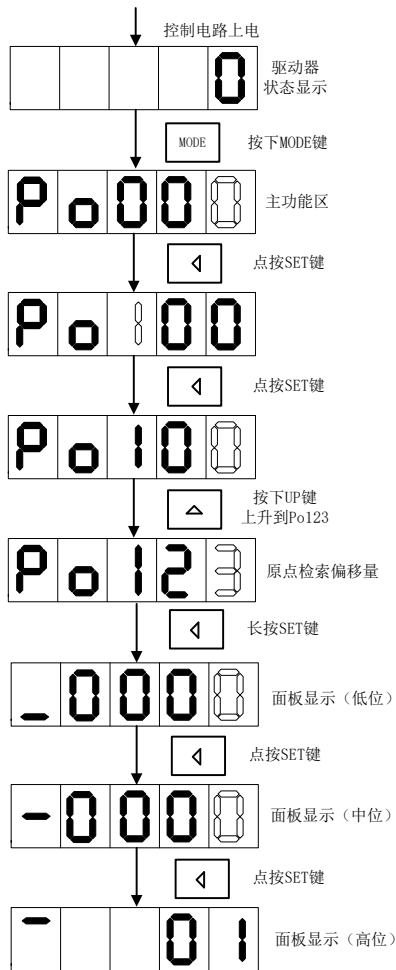 控制电路上电
0
驱动器
状态显示
MODE
按下MODE键
Po000
主功能区
点按SET键
Po100
点按SET键
Po100
按下UP键
上升到Po123
Po123
原点检索偏移量
长按SET键
_0000
面板显示（低位）
点按SET键
-0000
面板显示（中位）
点按SET键
‾ 01
面板显示（高位）